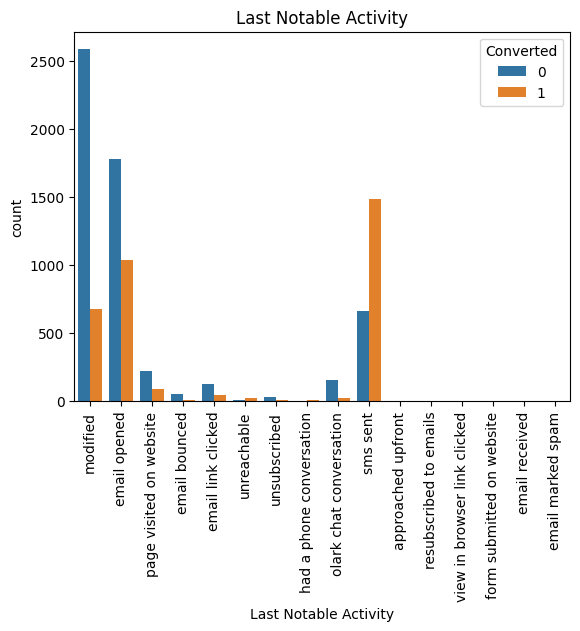 Last Notable Activity
Converted
0
1
count
2500
2000
1500
1000
500
0
modified
email opened
page visited on website
email bounced
email link clicked
unreachable
unsubscribed
had a phone conversation
olark chat conversation
sms sent
approached upfront
resubscribed to emails
view in browser link clicked
form submitted on website
email received
email marked spam
Last Notable Activity